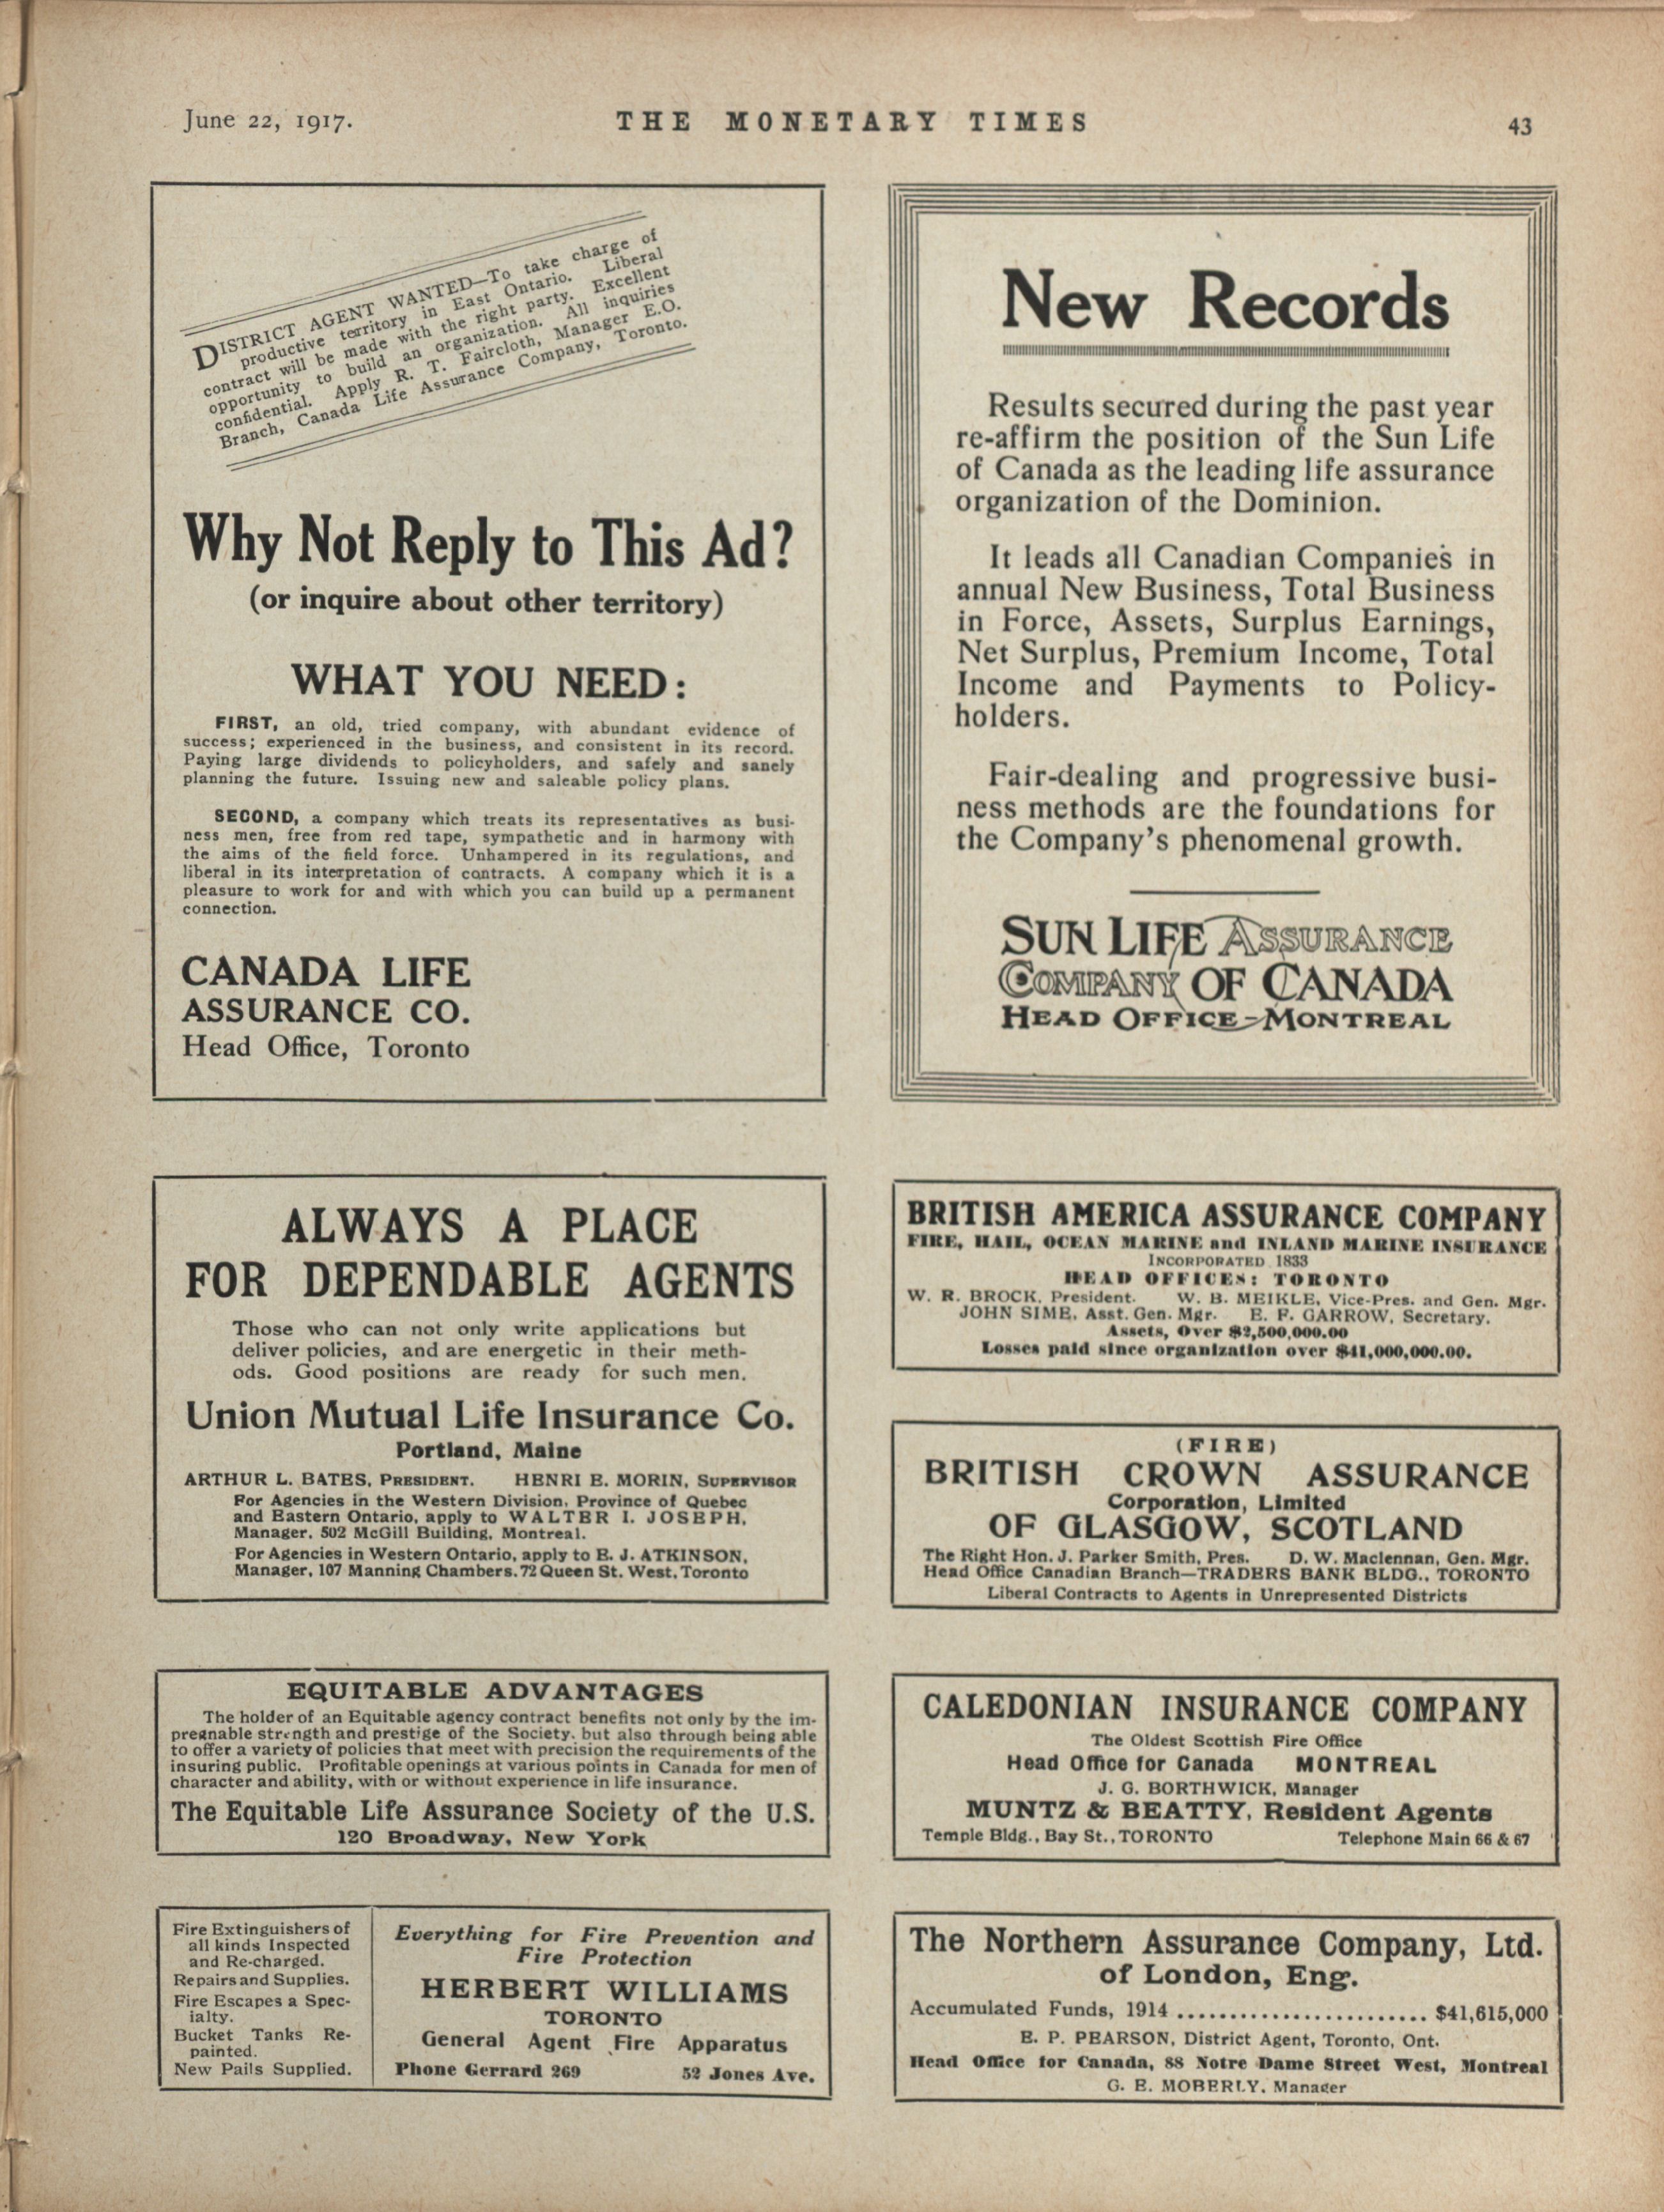 June 22, 1917.
THE MONETARY TIMES
43
DISTRICT AGENT WANTED—To take charge of
productive territory in East Ontario. Liberal
contract will be made with the right party. Excellent
opportunity to build an organization. All inquiries
confidential. Apply R. T. Faircloth, Manager E.O.
Branch, Canada Life Assurance Company, Toronto.
Why Not Reply to This Ad?
(or inquire about other territory)
WHAT YOU NEED:
FIRST, an old, tried company, with abundant evidence of
success; experienced in the business, and consistent in its record.
Paying large dividends to policyholders, and safely and sanely
planning the future. Issuing new and saleable policy plans.
SECOND, a company which treats its representatives as busi-
ness men, free from red tape, sympathetic and in harmony with
the aims of the field force. Unhampered in its regulations, and
liberal in its interpretation of contracts. A company which it is a
pleasure to work for and with which you can build up a permanent
connection.
CANADA LIFE
ASSURANCE CO.
Head Office, Toronto
New Records
Results secured during the past year
re-affirm the position of the Sun Life
of Canada as the leading life assurance
organization of the Dominion.
It leads all Canadian Companies in
annual New Business, Total Business
in Force, Assets, Surplus Earnings,
Net Surplus, Premium Income, Total
Income and Payments to Policy-
holders.
Fair-dealing and progressive busi-
ness methods are the foundations for
the Company's phenomenal growth.
SUN LIFE ASSURANCE
COMPANY OF CANADA
HEAD OFFICE-MONTREAL
ALWAYS A PLACE
FOR DEPENDABLE AGENTS
Those who can not only write applications but
deliver policies, and are energetic in their meth-
ods. Good positions are ready for such men.
Union Mutual Life Insurance Co.
Portland, Maine
ARTHUR L. BATES, PRESIDENT. HENRI E. MORIN, SUPERVISOR
For Agencies in the Western Division, Province of Quebec
and Eastern Ontario, apply to WALTER I. JOSEPH,
Manager, 502 McGill Building, Montreal.
For Agencies in Western Ontario, apply to E. J. ATKINSON,
Manager, 107 Manning Chambers, 72 Queen St. West, Toronto
BRITISH AMERICA ASSURANCE COMPANY
FIRE, HAIL, OCEAN MARINE and INLAND MARINE INSURANCE
INCORPORATED 1833
HEAD OFFICES: TORONTO
W. R. BROCK, President. W. B. MEIKLE, Vice-Pres. and Gen. Mgr.
JOHN SIME, Asst. Gen. Mgr. E. F. GARROW, Secretary.
Assets, Over $2,500,000.00
Losses paid since organization over $41,000,000.00.
(FIRE)
BRITISH CROWN ASSURANCE
Corporation, Limited
OF GLASGOW, SCOTLAND
The Right Hon. J. Parker Smith, Pres. D. W. Maclennan, Gen. Mgr.
Head Office Canadian Branch—TRADERS BANK BLDG., TORONTO
Liberal Contracts to Agents in Unrepresented Districts
EQUITABLE ADVANTAGES
The holder of an Equitable agency contract benefits not only by the im-
pregnable strength and prestige of the Society, but also through being able
to offer a variety of policies that meet with precision the requirements of the
insuring public. Profitable openings at various points in Canada for men of
character and ability, with or without experience in life insurance.
The Equitable Life Assurance Society of the U.S.
120 Broadway, New York
CALEDONIAN INSURANCE COMPANY
The Oldest Scottish Fire Office
Head Office for Canada MONTREAL
J. G. BORTHWICK, Manager
MUNTZ & BEATTY, Resident Agents
Temple Bldg., Bay St., TORONTO Telephone Main 66 & 67
Fire Extinguishers of
all kinds Inspected
and Re-charged.
Repairs and Supplies.
Fire Escapes a Spec-
ialty.
Bucket Tanks Re-
painted.
New Pails Supplied.
Everything for Fire Prevention and
Fire Protection
HERBERT WILLIAMS
TORONTO
General Agent Fire Apparatus
Phone Gerrard 269 52 Jones Ave.
The Northern Assurance Company, Ltd.
of London, Eng.
Accumulated Funds, 1914 ......................... $41,615,000
E. P. PEARSON, District Agent, Toronto, Ont.
Head Office for Canada, 88 Notre Dame Street West, Montreal
G. E. MOBERLY, Manager